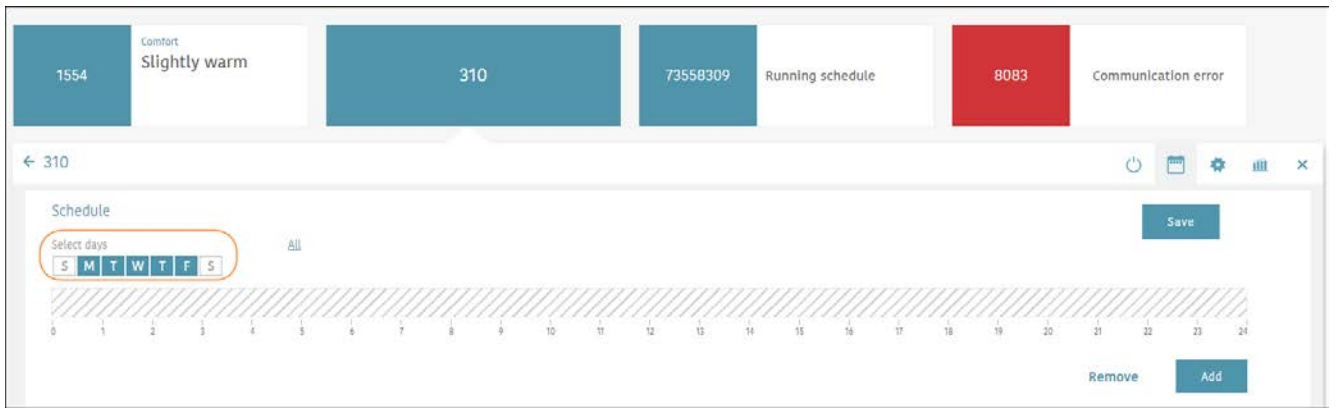 Comfort
1554 Slightly warm 310 73558309 Running schedule 8083 Communication error
← 310
Schedule
Save
Select days All
S M T W T F S
0 1 2 3 4 5 6 7 8 9 10 11 12 13 14 15 16 17 18 19 20 21 22 23 24
Remove Add